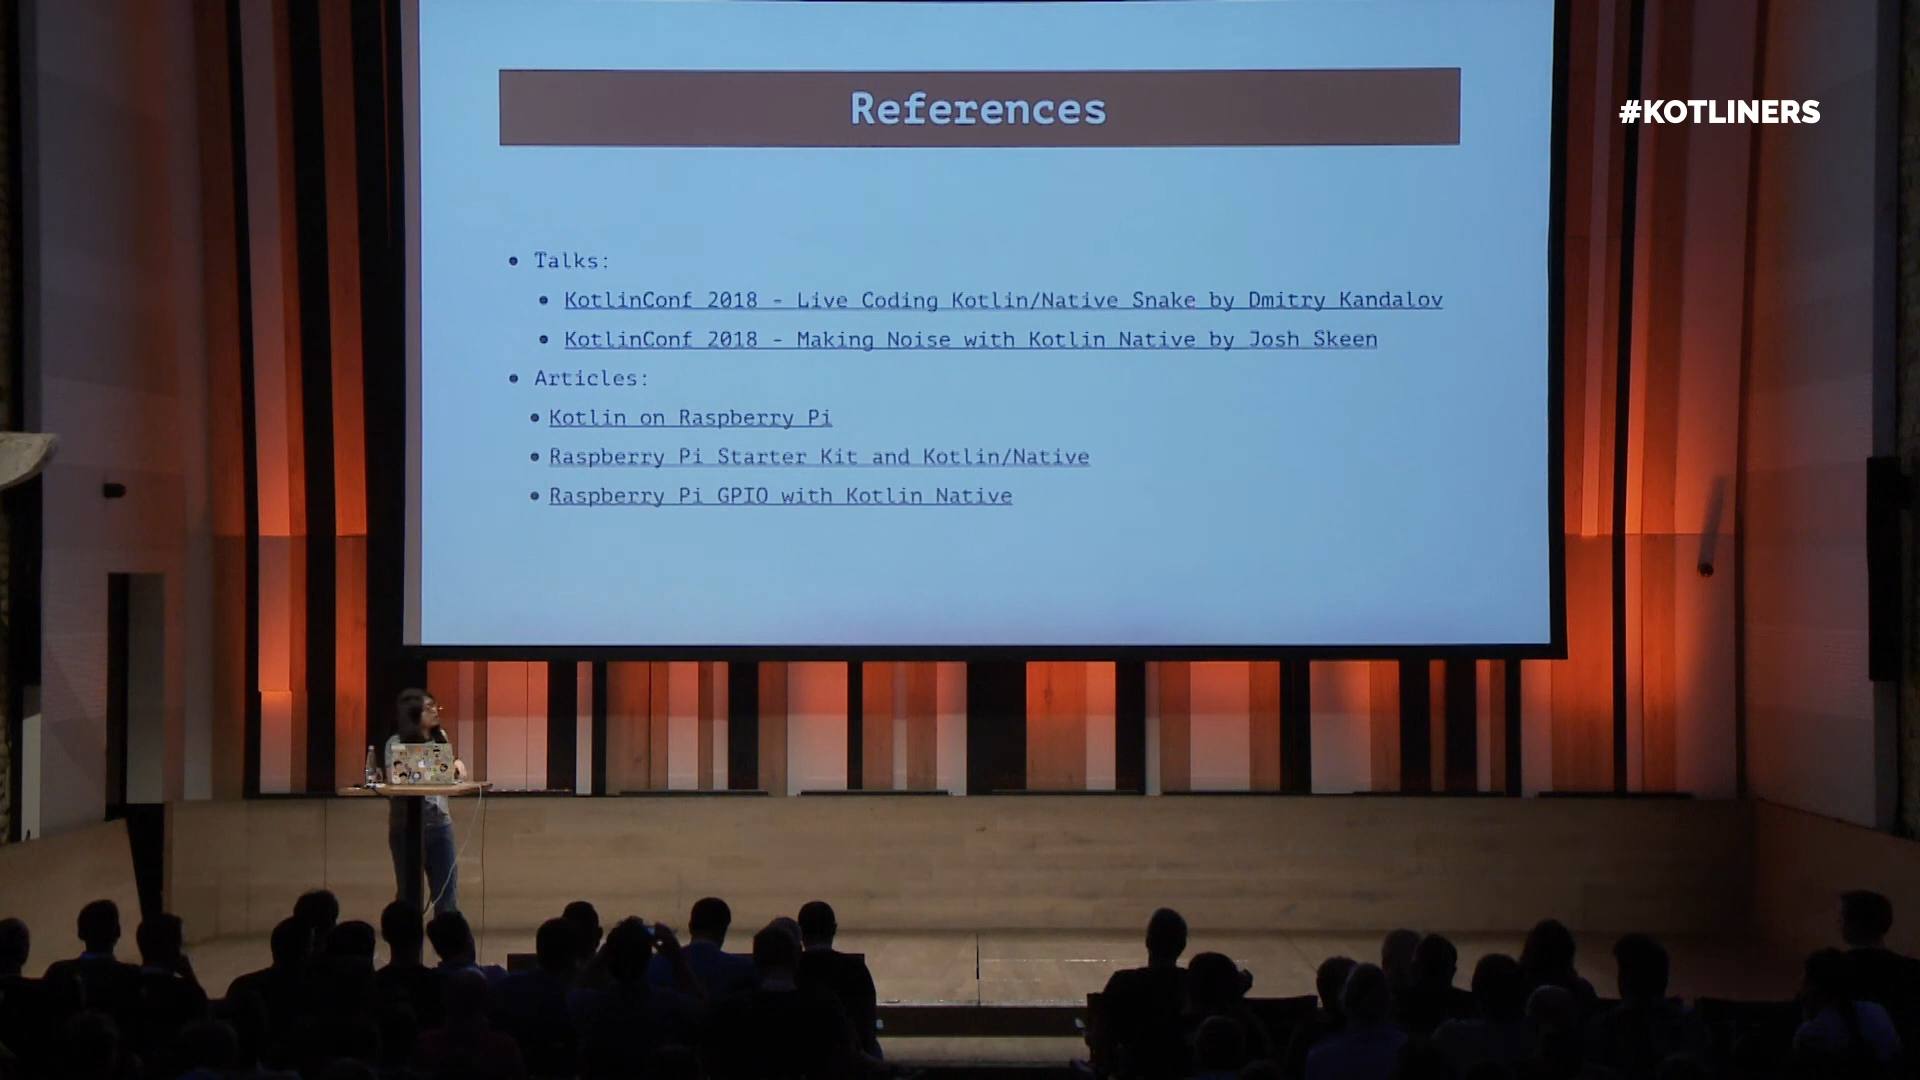 References
#KOTLINERS
• Talks:
• KotlinConf 2018 - Live Coding Kotlin/Native Snake by Dmitry Kandalov
• KotlinConf 2018 - Making Noise with Kotlin Native by Josh Skeen
• Articles:
• Kotlin on Raspberry Pi
• Raspberry Pi Starter Kit and Kotlin/Native
• Raspberry Pi GPIO with Kotlin Native